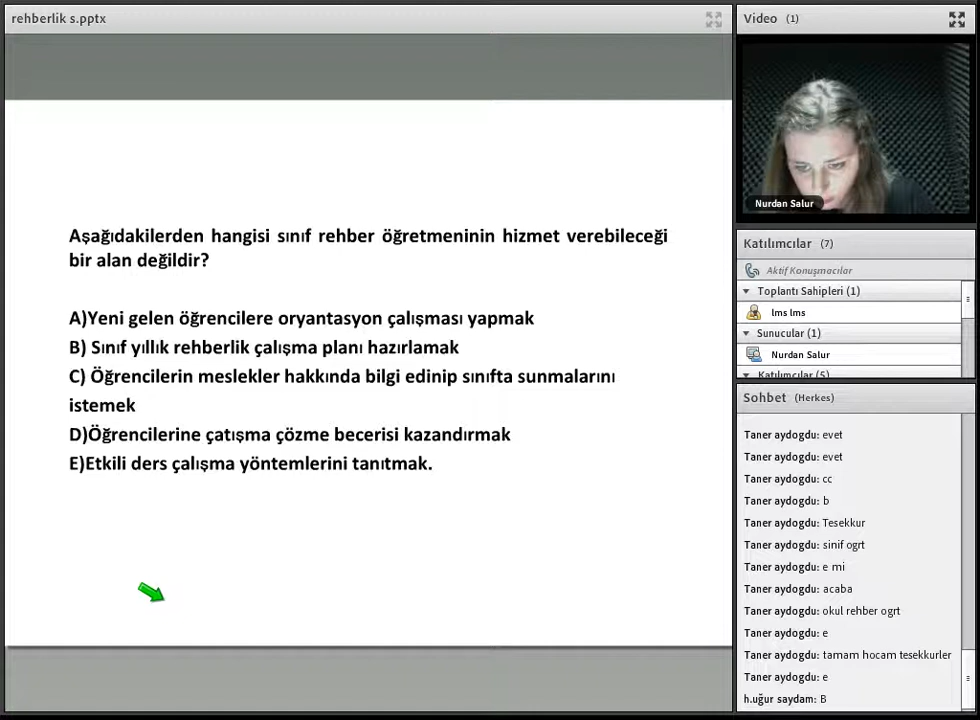 rehberlik s.pptx
Aşağıdakilerden hangisi sınıf rehber öğretmeninin hizmet verebileceği
bir alan değildir?
A)Yeni gelen öğrencilere oryantasyon çalışması yapmak
B) Sınıf yıllık rehberlik çalışma planı hazırlamak
C) Öğrencilerin meslekler hakkında bilgi edinip sınıfta sunmalarını
istemek
D)Öğrencilerine çatışma çözme becerisi kazandırmak
E)Etkili ders çalışma yöntemlerini tanıtmak.
Video (1)
Nurdan Salur
Katılımcılar (7)
Aktif Konuşmacılar
Toplantı Sahipleri (1)
lms lms
Sunucular (1)
Nurdan Salur
Katılımcılar (5)
Sohbet (Herkes)
Taner aydogdu: evet
Taner aydogdu: evet
Taner aydogdu: cc
Taner aydogdu: b
Taner aydogdu: Tesekkur
Taner aydogdu: sinif ogrt
Taner aydogdu: e mi
Taner aydogdu: acaba
Taner aydogdu: okul rehber ogrt
Taner aydogdu: e
Taner aydogdu: tamam hocam tesekkurler
Taner aydogdu: e
h.uğur saydam: B